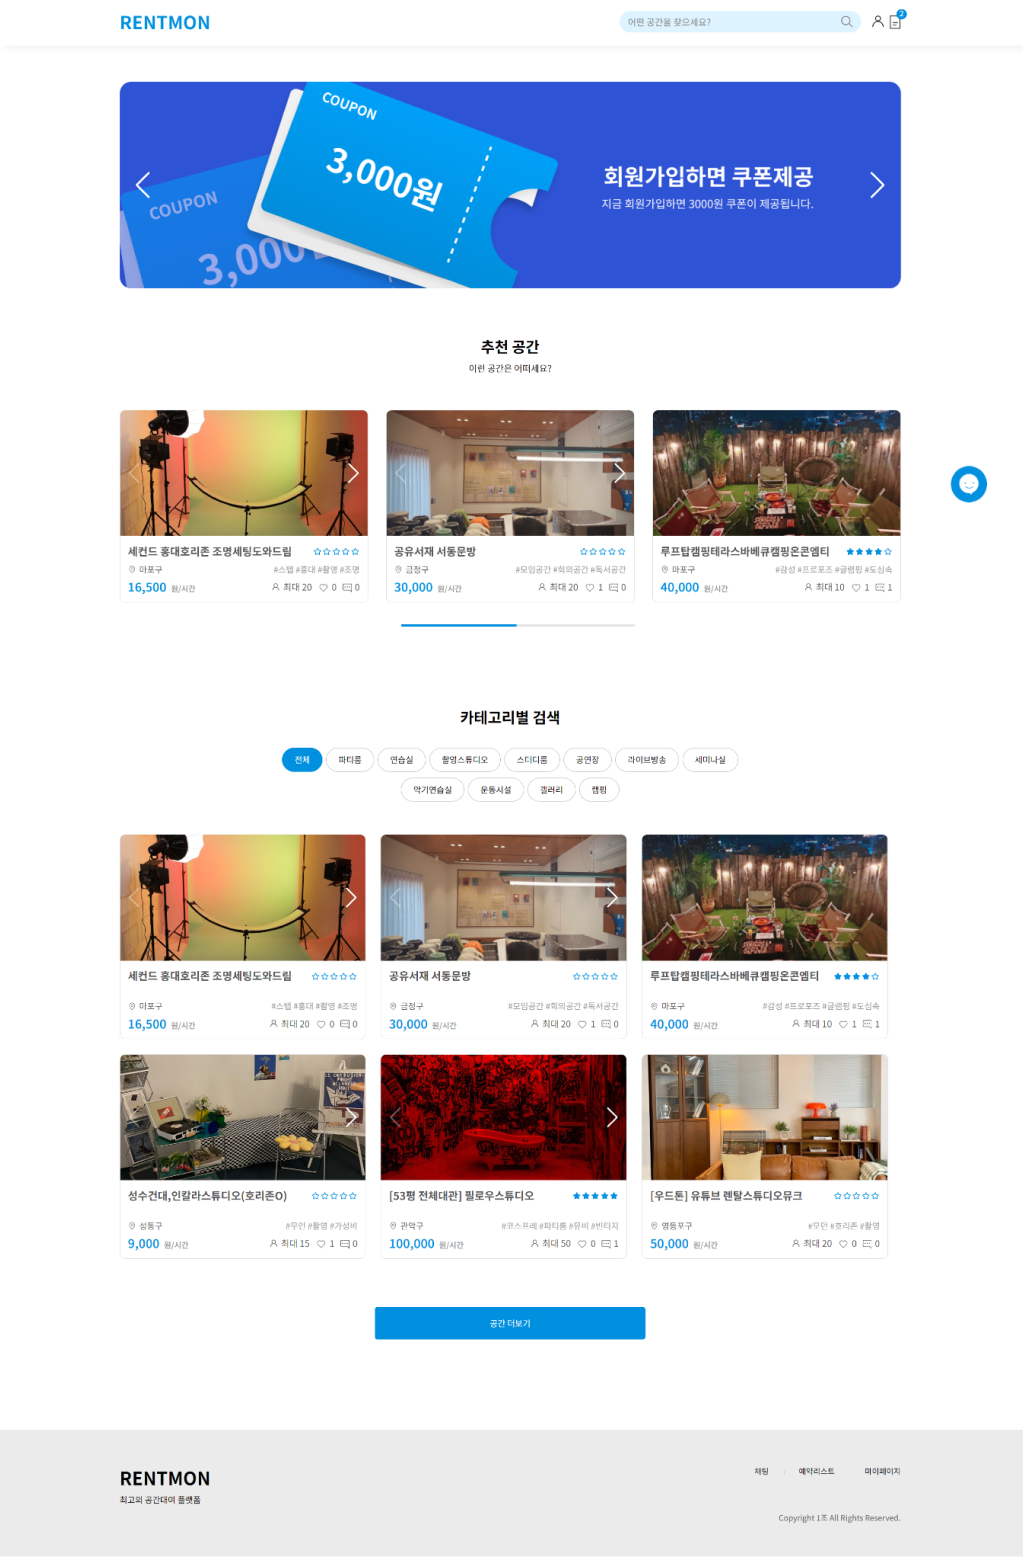 RENTMON
어떤 공간을 찾으세요?
2
COUPON
3,000원
COUPON
회원가입하면 쿠폰제공
지금 회원가입하면 3000원 쿠폰이 제공됩니다.
추천 공간
이런 공간은 어떠세요?
세컨드 홍대호리존 조명세팅도와드림
마포구 #스텝 #홍대 #촬영 #조명
16,500 원/시간 최대 20 0 0
공유서재 서동문방
금정구 #모임공간 #회의공간 #독서공간
30,000 원/시간 최대 20 1 0
루프탑캠핑테라스바베큐캠핑온콘엠티
마포구 #감성 #프로포즈 #글램핑 #도심속
40,000 원/시간 최대 10 1 1
카테고리별 검색
전체 파티룸 연습실 촬영스튜디오 스터디룸 공연장 라이브방송 세미나실
악기연습실 운동시설 갤러리 캠핑
세컨드 홍대호리존 조명세팅도와드림
마포구 #스텝 #홍대 #촬영 #조명
16,500 원/시간 최대 20 0 0
공유서재 서동문방
금정구 #모임공간 #회의공간 #독서공간
30,000 원/시간 최대 20 1 0
루프탑캠핑테라스바베큐캠핑온콘엠티
마포구 #감성 #프로포즈 #글램핑 #도심속
40,000 원/시간 최대 10 1 1
성수건대,인칼라스튜디오(호리존O)
성동구 #무인 #촬영 #가성비
9,000 원/시간 최대 15 1 0
[53평 전체대관] 필로우스튜디오
관악구 #코스프레 #파티룸 #뮤비 #빈티지
100,000 원/시간 최대 50 0 1
[우드톤] 유튜브 렌탈스튜디오뮤크
영등포구 #모던 #호리존 #촬영
50,000 원/시간 최대 20 0 0
공간 더보기
RENTMON
최고의 공간대여 플랫폼
채팅 예약리스트 마이페이지
Copyright 1조 All Rights Reserved.